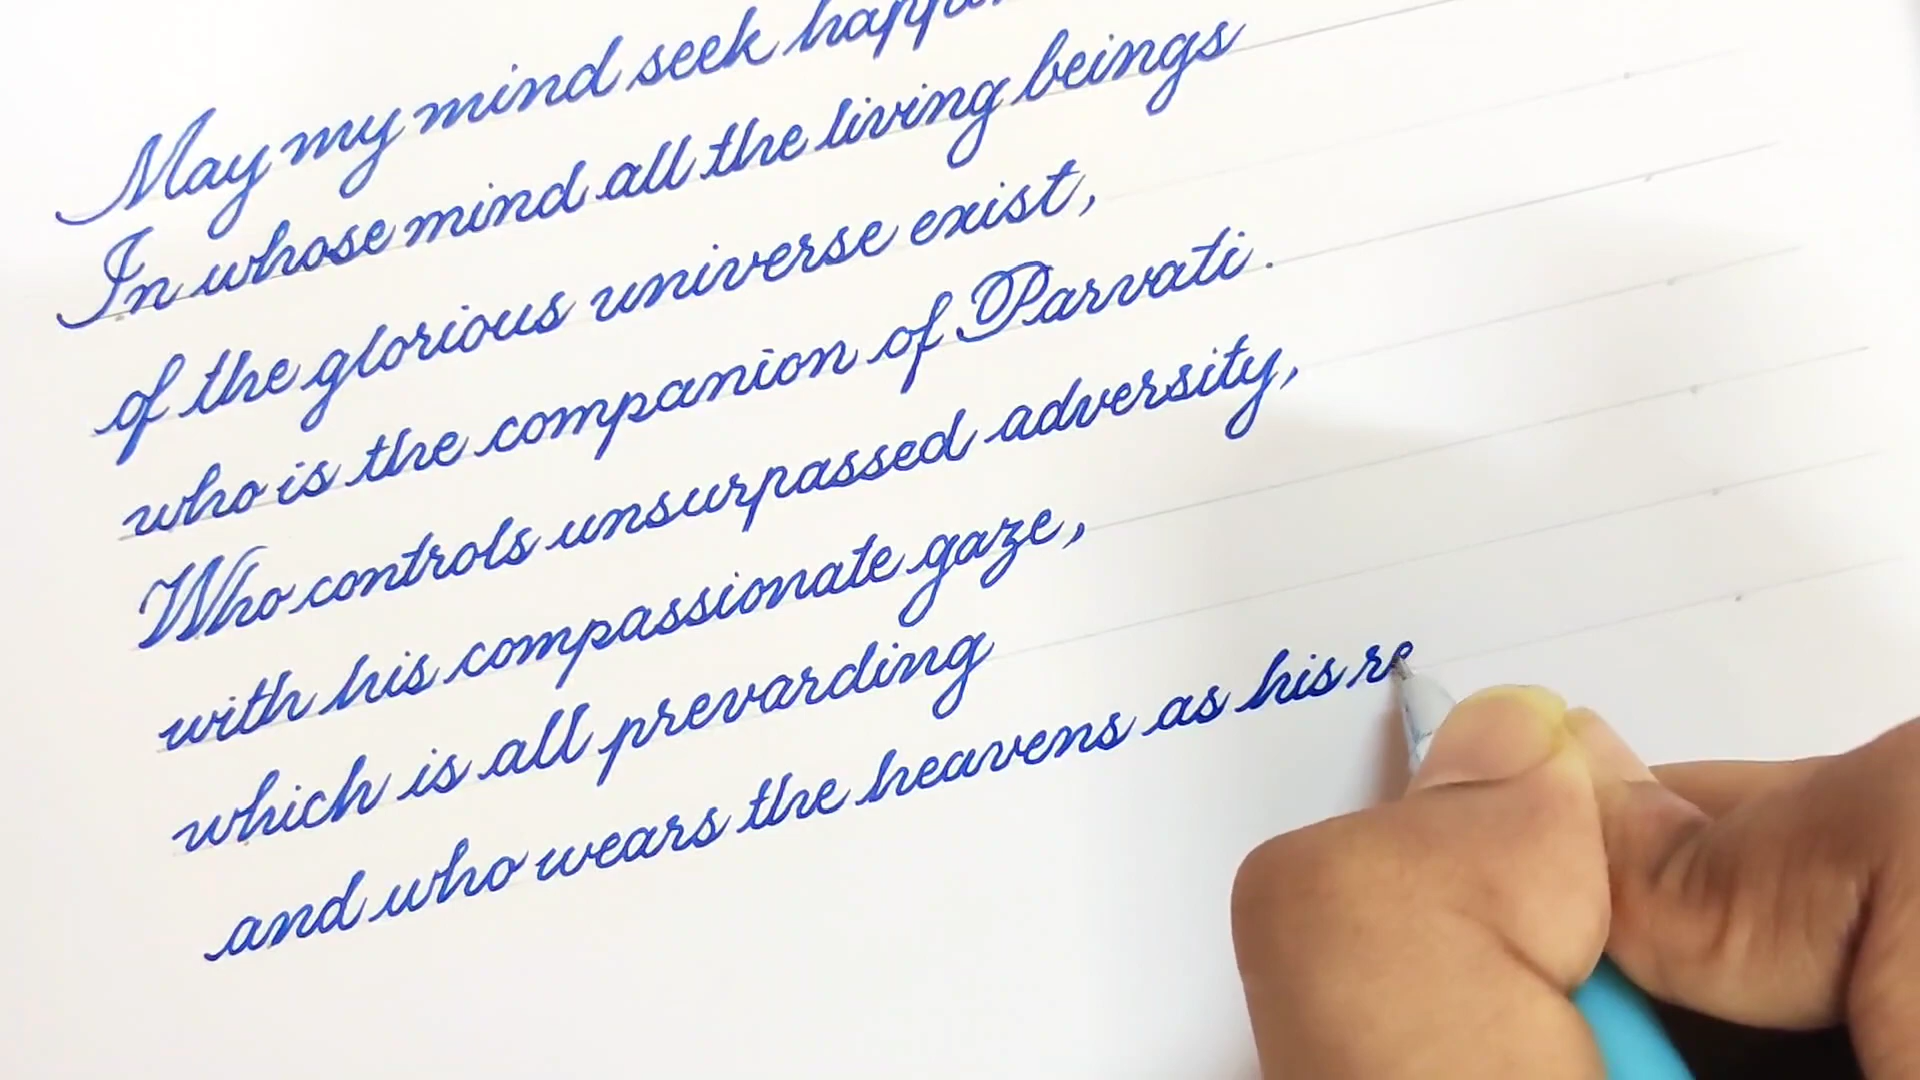 May my mind seek happi
In whose mind all the living beings
of the glorious universe exist,
who is the companion of Parvati.
Who controls unsurpassed adversity,
with his compassionate gaze,
which is all prevarding
and who wears the heavens as his re